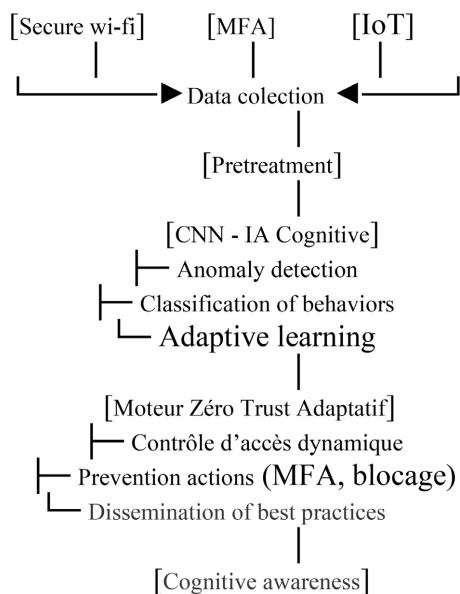 [Secure wi-fi] [MFA] [IoT]
Data colection
[Pretreatment]
[CNN - IA Cognitive]
Anomaly detection
Classification of behaviors
Adaptive learning
[Moteur Zéro Trust Adaptatif]
Contrôle d’accès dynamique
Prevention actions (MFA, blocage)
Dissemination of best practices
[Cognitive awareness]